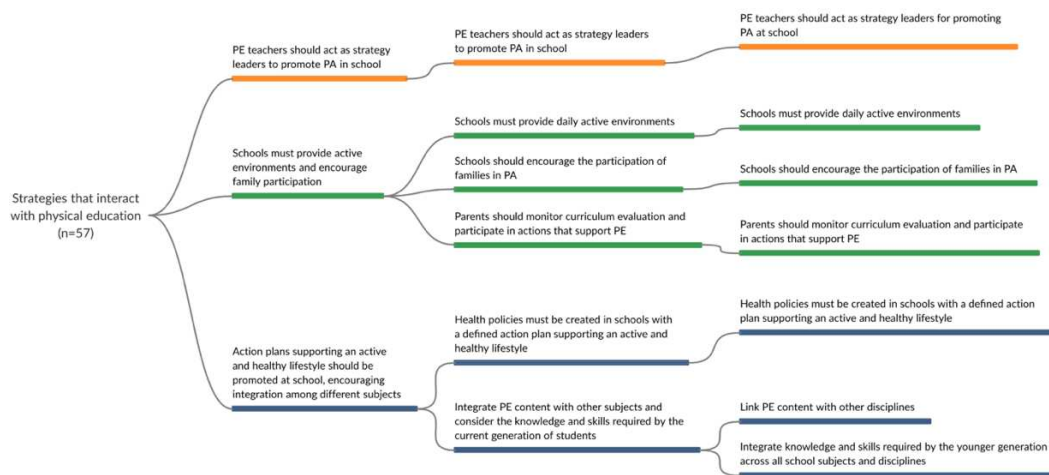 Strategies that interact
with physical education
(n=57)
PE teachers should act as strategy
leaders to promote PA in school
PE teachers should act as strategy leaders
to promote PA in school
PE teachers should act as strategy leaders for promoting
PA at school
Schools must provide active
environments and encourage
family participation
Schools must provide daily active environments
Schools must provide daily active environments
Schools should encourage the participation of
families in PA
Schools should encourage the participation of families in PA
Parents should monitor curriculum evaluation and
participate in actions that support PE
Parents should monitor curriculum evaluation and participate
in actions that support PE
Action plans supporting an active
and healthy lifestyle should be
promoted at school, encouraging
integration among different subjects
Health policies must be created in schools with
a defined action plan supporting an active and
healthy lifestyle
Health policies must be created in schools with a defined action
plan supporting an active and healthy lifestyle
Integrate PE content with other subjects and
consider the knowledge and skills required by the
current generation of students
Link PE content with other disciplines
Integrate knowledge and skills required by the younger generation
across all school subjects and disciplines